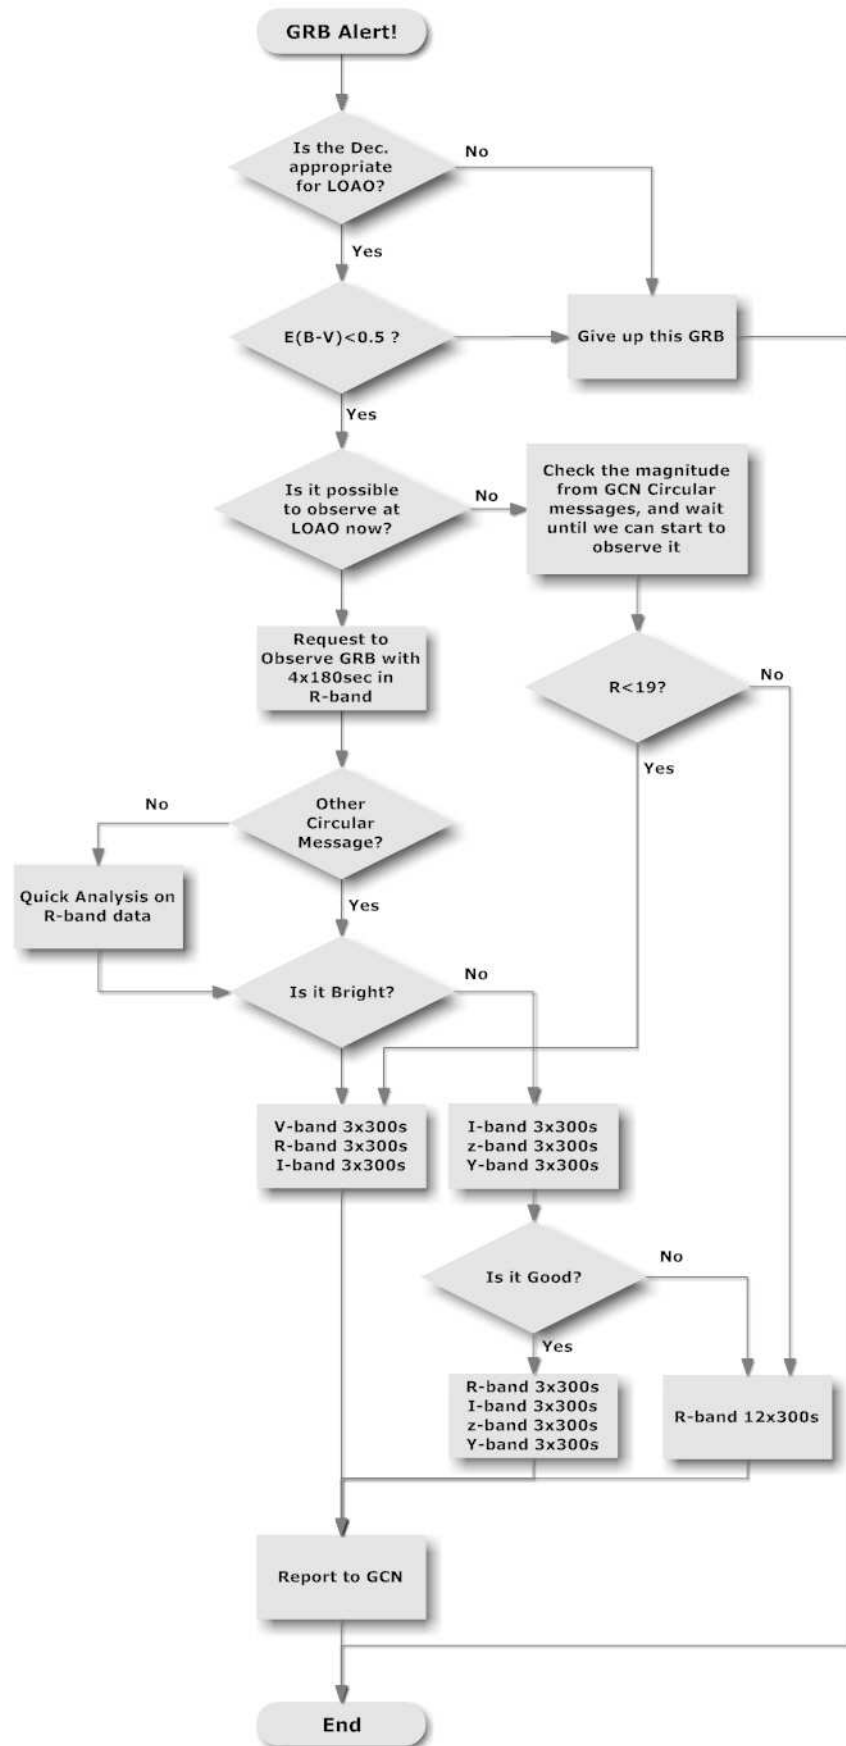 GRB Alert!
Is the Dec.
appropriate
for LOAO?
No
Yes
E(B-V)<0.5 ?
Give up this GRB
Yes
Is it possible
to observe at
LOAO now?
No
Check the magnitude
from GCN Circular
messages, and wait
until we can start to
observe it
Request to
Observe GRB with
4x180sec in
R-band
R<19?
No
Yes
Other
Circular
Message?
No
Yes
Quick Analysis on
R-band data
Is it Bright?
No
V-band 3x300s
R-band 3x300s
I-band 3x300s
I-band 3x300s
z-band 3x300s
Y-band 3x300s
Is it Good?
No
Yes
R-band 3x300s
I-band 3x300s
z-band 3x300s
Y-band 3x300s
R-band 12x300s
Report to GCN
End